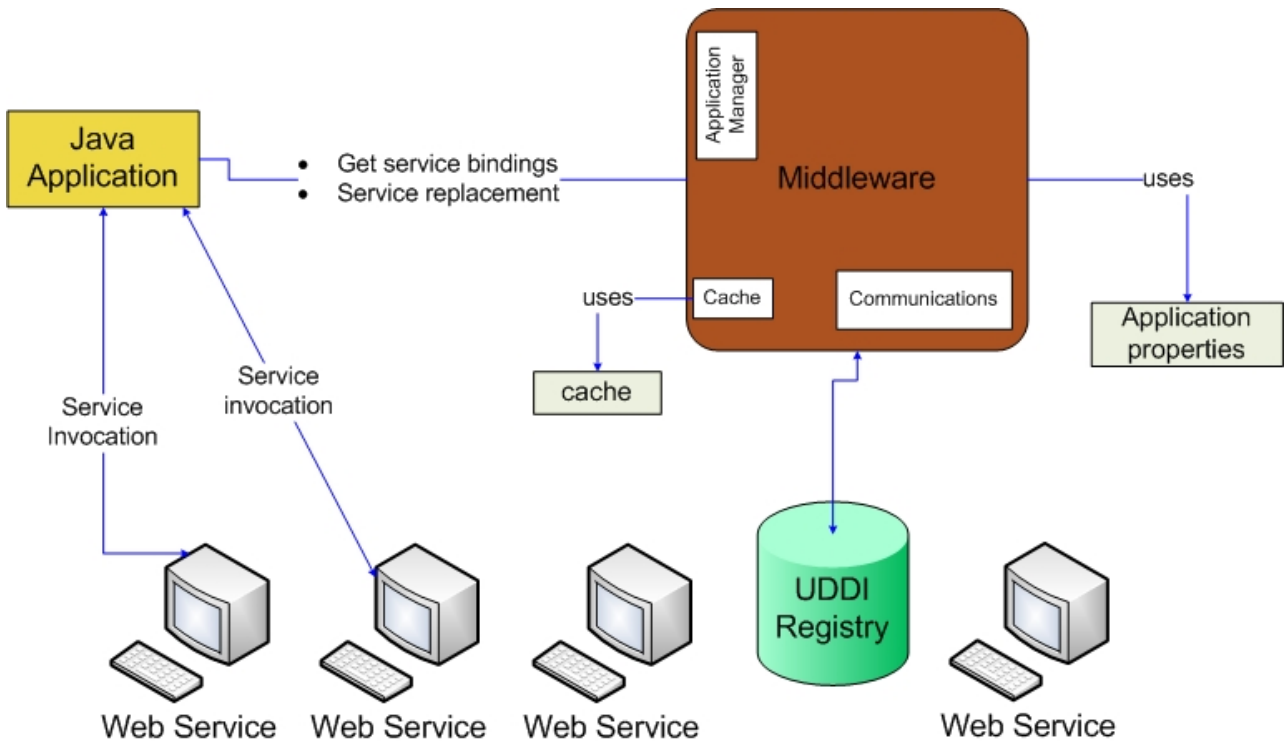 Application
Manager
Java
Application
• Get service bindings
• Service replacement
Middleware
uses
uses
Cache
Communications
Application
properties
cache
Service
invocation
Service
Invocation
UDDI
Registry
Web Service
Web Service
Web Service
Web Service